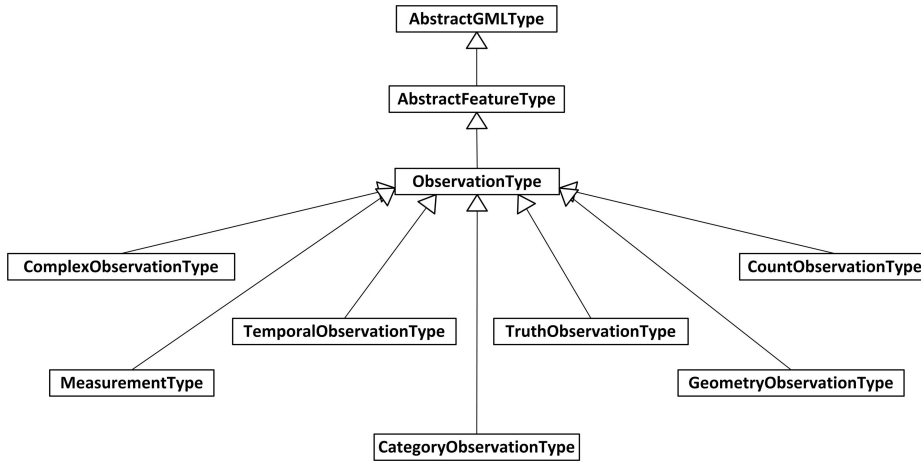 AbstractGMLType
AbstractFeatureType
ObservationType
ComplexObservationType
CountObservationType
TemporalObservationType
TruthObservationType
MeasurementType
GeometryObservationType
CategoryObservationType